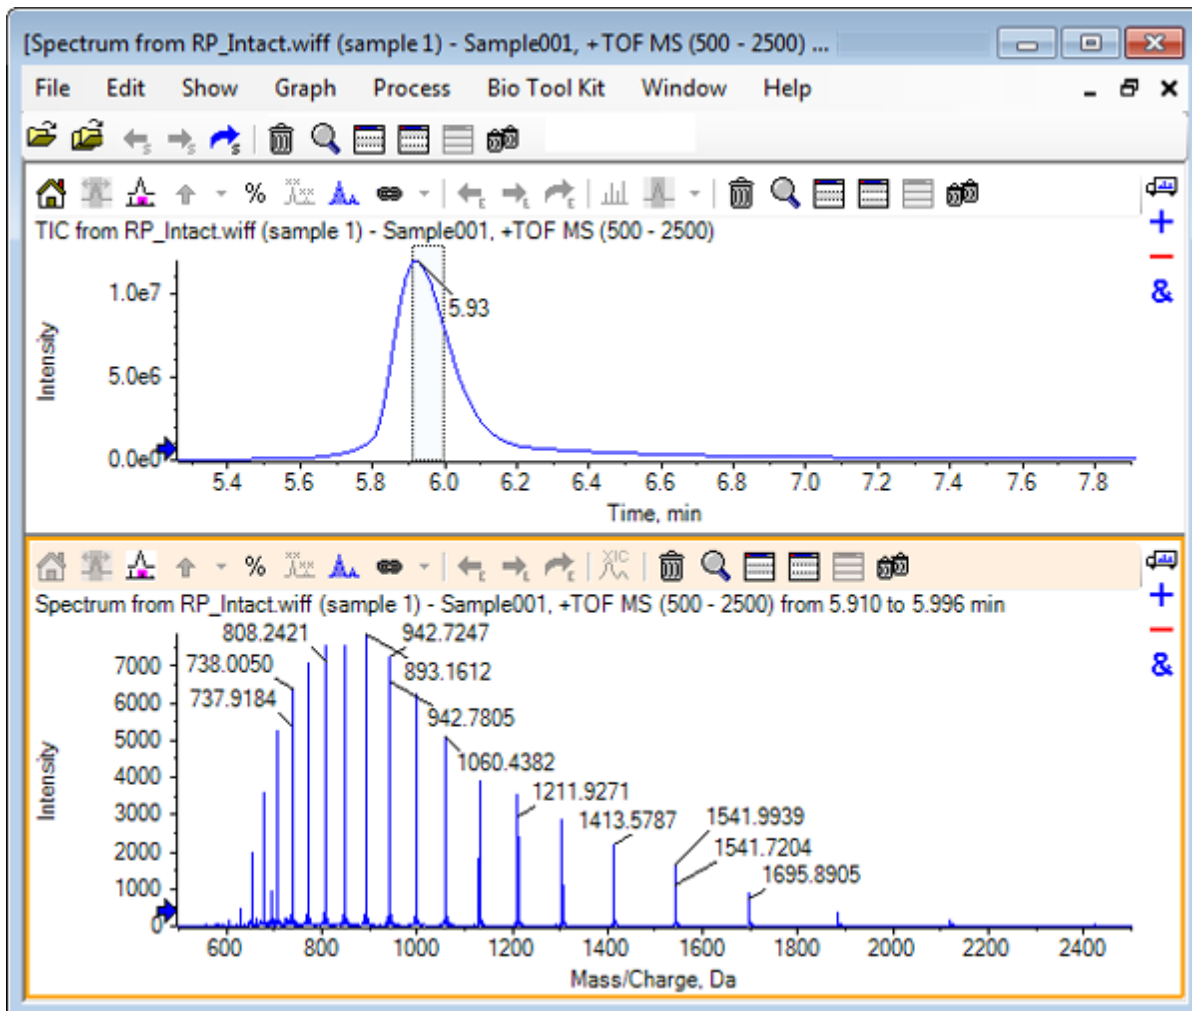 [Spectrum from RP_Intact.wiff (sample 1) - Sample001, +TOF MS (500 - 2500) ...
File Edit Show Graph Process Bio Tool Kit Window Help
%
TIC from RP_Intact.wiff (sample 1) - Sample001, +TOF MS (500 - 2500)
1.0e7
5.0e6
0.0e0
Intensity
5.93
&
5.4 5.6 5.8 6.0 6.2 6.4 6.6 6.8 7.0 7.2 7.4 7.6 7.8
Time, min
% XIC
Spectrum from RP_Intact.wiff (sample 1) - Sample001, +TOF MS (500 - 2500) from 5.910 to 5.996 min
7000
6000
5000
4000
3000
2000
1000
0
Intensity
808.2421
942.7247
738.0050
893.1612
737.9184
942.7805
1060.4382
1211.9271
1413.5787
1541.9939
1541.7204
1695.8905
&
600 800 1000 1200 1400 1600 1800 2000 2200 2400
Mass/Charge, Da